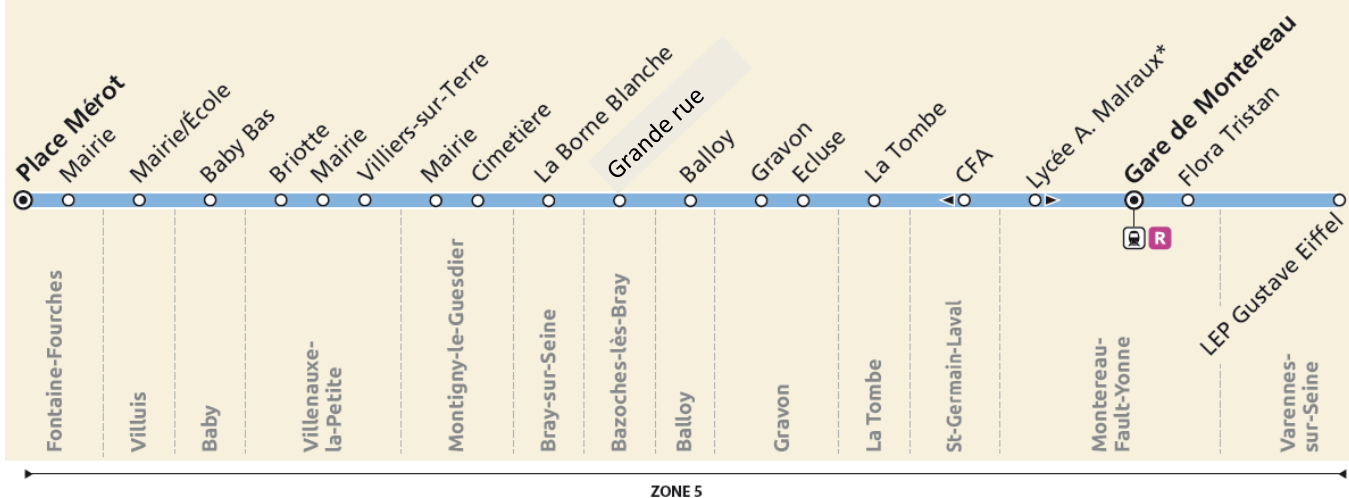 Place Mérot
Mairie
Mairie/École
Baby Bas
Briotte
Mairie
Villiers-sur-Terre
Mairie
Cimetière
La Borne Blanche
Grande rue
Balloy
Gravon
Ecluse
La Tombe
CFA
Lycée A. Malraux*
Gare de Montereau
Flora Tristan
LEP Gustave Eiffel
R
Fontaine-Fourches
Villuis
Baby
Villenauxe-
la-Petite
Montigny-le-Guesdier
Bray-sur-Seine
Bazoches-lès-Bray
Balloy
Gravon
La Tombe
St-Germain-Laval
Montereau-
Fault-Yonne
Varennes-
sur-Seine
ZONE 5